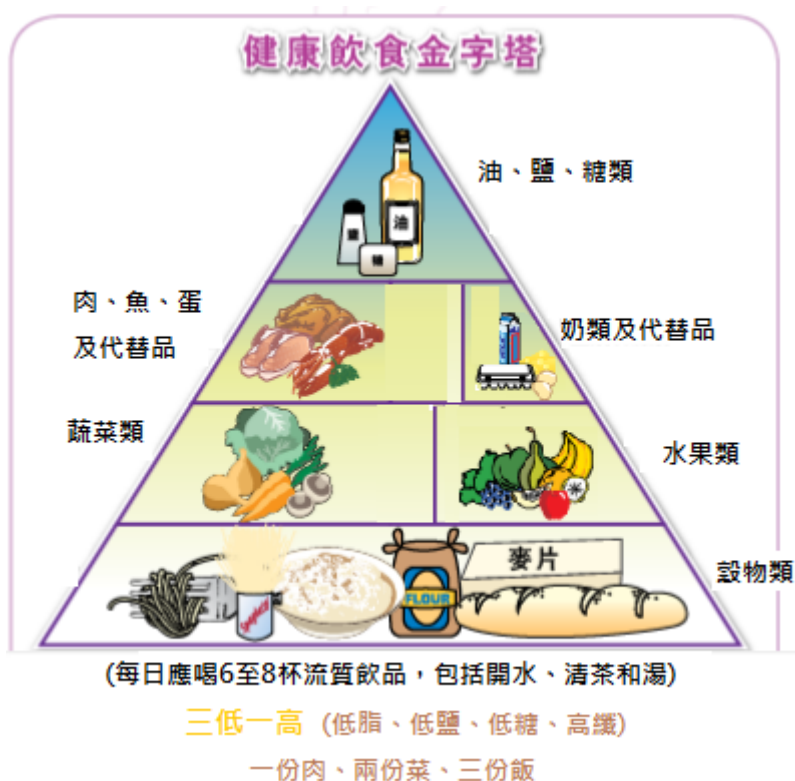 健康飲食金字塔
油、鹽、糖類
鹽
油
糖
肉、魚、蛋
及代替品
奶類及代替品
蔬菜類
水果類
麥片
FLOUR
Spaghetti
穀物類
(每日應喝6至8杯流質飲品，包括開水、清茶和湯)
三低一高 (低脂、低鹽、低糖、高纖)
一份肉、兩份菜、三份飯